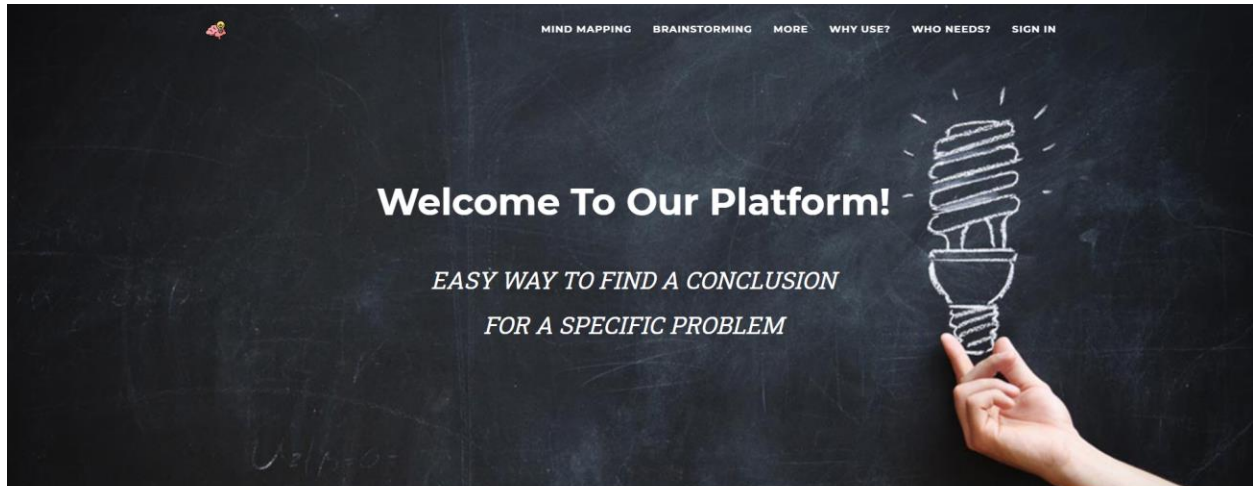 MIND MAPPING BRAINSTORMING MORE WHY USE? WHO NEEDS? SIGN IN
Welcome To Our Platform!
EASY WAY TO FIND A CONCLUSION
FOR A SPECIFIC PROBLEM